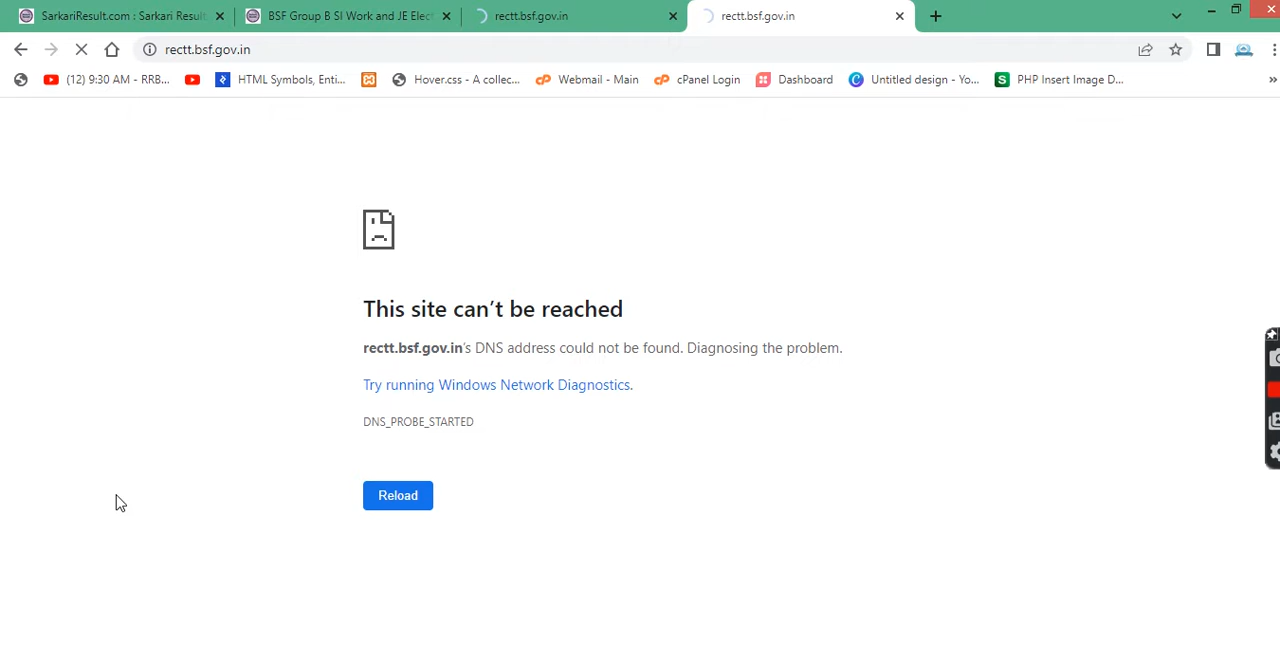 SarkariResult.com : Sarkari Result
BSF Group B SI Work and JE Elect
rectt.bsf.gov.in
rectt.bsf.gov.in
rectt.bsf.gov.in
(12) 9:30 AM - RRB...
HTML Symbols, Enti...
Hover.css - A collec...
Webmail - Main
cPanel Login
Dashboard
Untitled design - Yo...
PHP Insert Image D...
This site can’t be reached
rectt.bsf.gov.in’s DNS address could not be found. Diagnosing the problem.
Try running Windows Network Diagnostics.
DNS_PROBE_STARTED
Reload